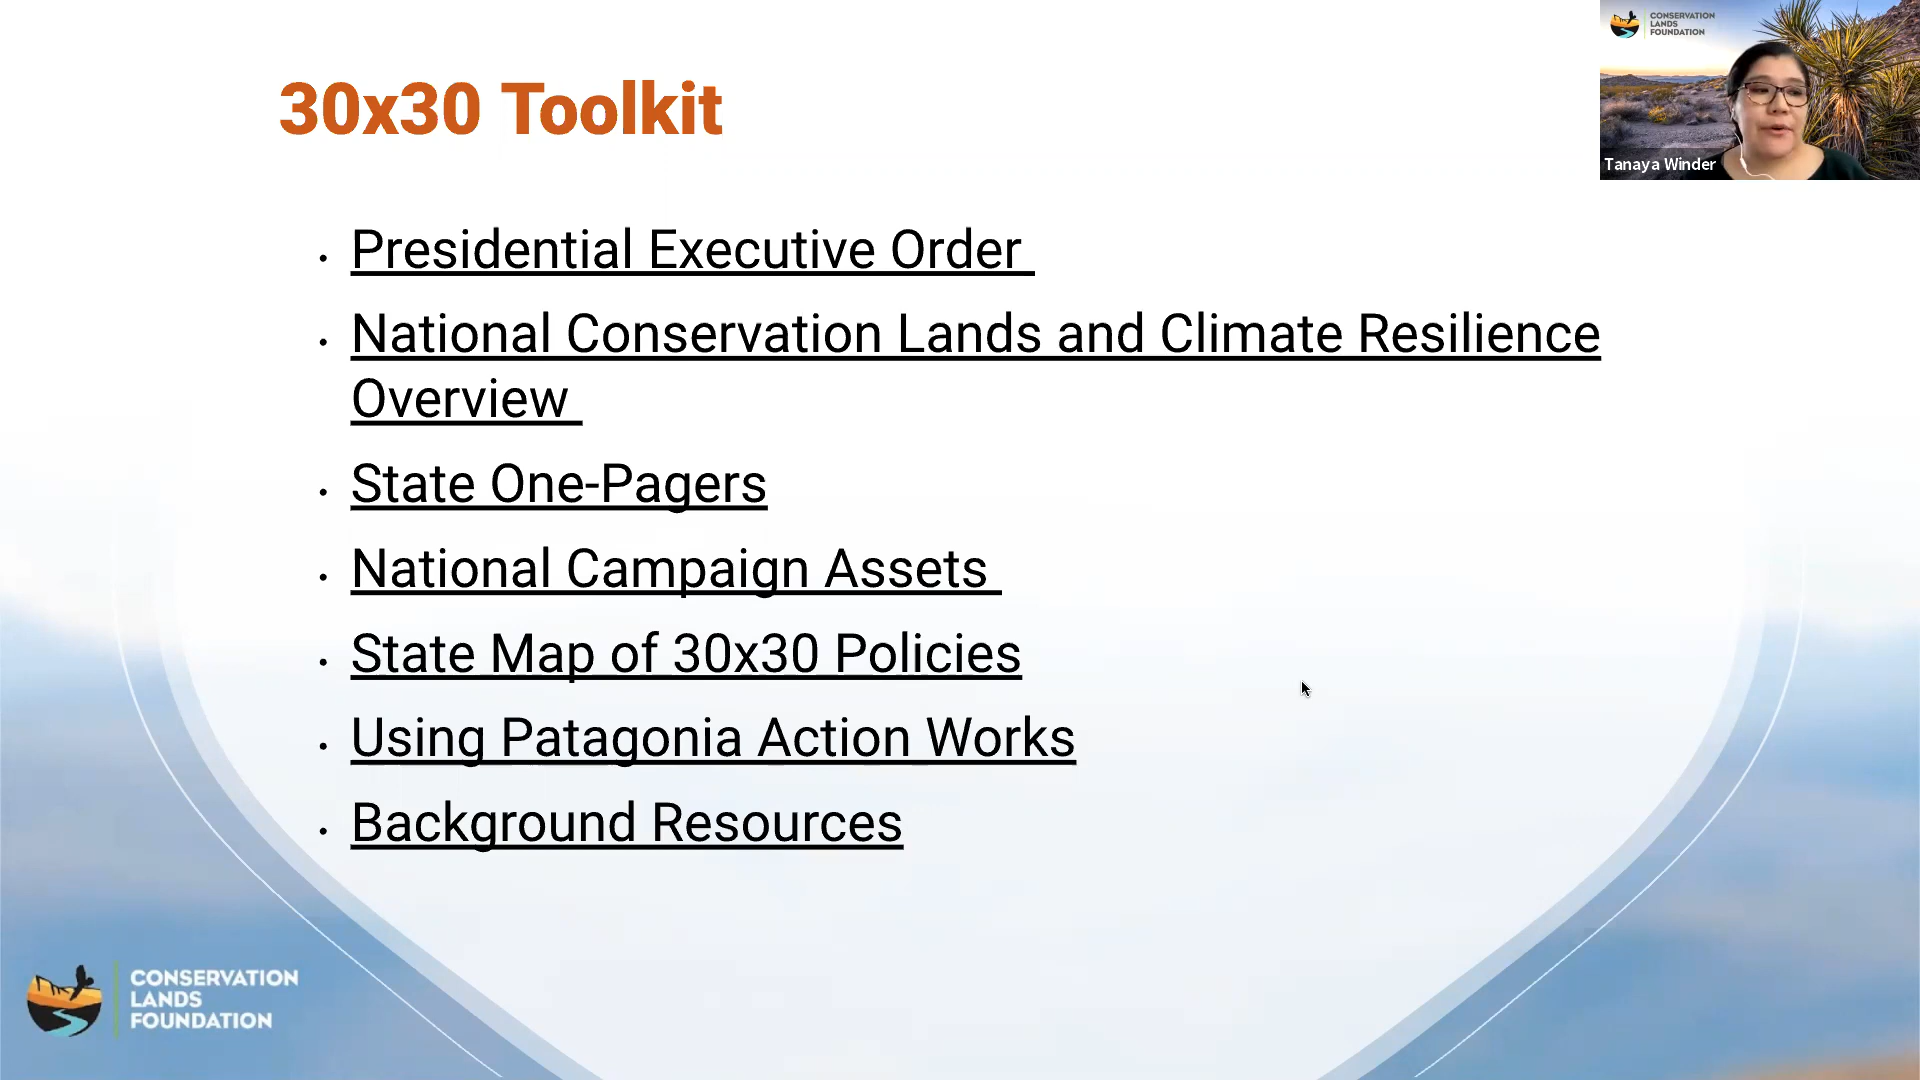 CONSERVATION
LANDS
FOUNDATION
30x30 Toolkit
Tanaya Winder
• Presidential Executive Order
• National Conservation Lands and Climate Resilience
Overview
• State One-Pagers
• National Campaign Assets
• State Map of 30x30 Policies
• Using Patagonia Action Works
• Background Resources
CONSERVATION
LANDS
FOUNDATION